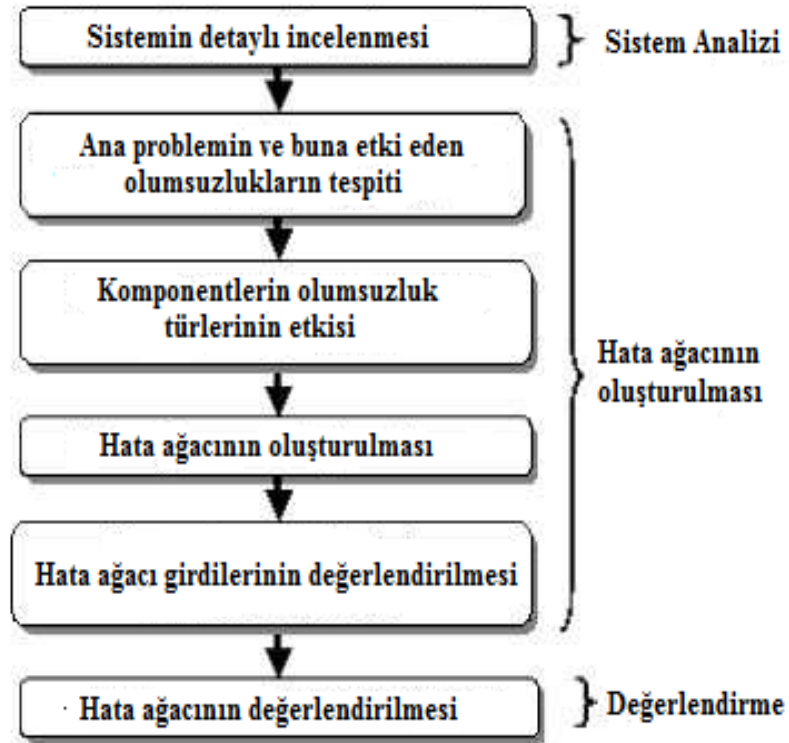 Sistemin detaylı incelenmesi
Sistem Analizi
Ana problemin ve buna etki eden
olumsuzlukların tespiti
Komponentlerin olumsuzluk
türlerinin etkisi
Hata ağacının
oluşturulması
Hata ağacının oluşturulması
Hata ağacı girdilerinin değerlendirilmesi
Hata ağacının değerlendirilmesi
Değerlendirme